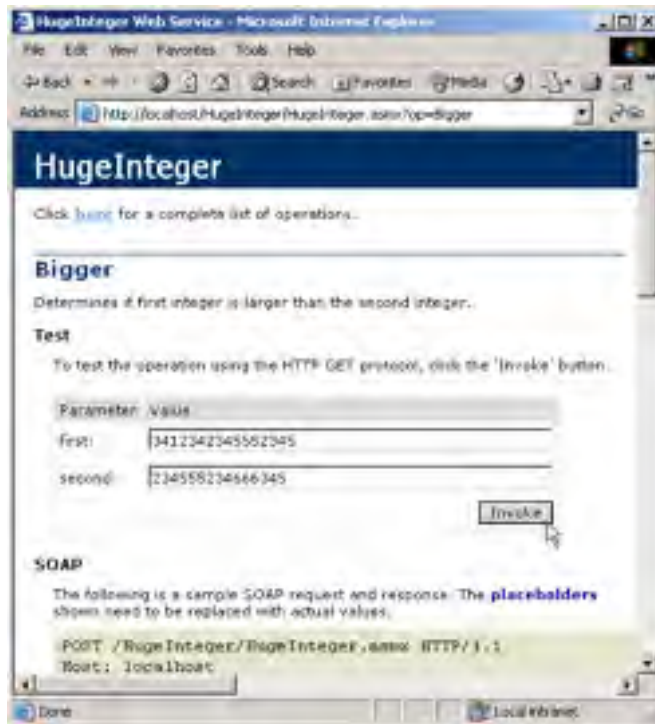 HugeInteger Web Service - Microsoft Internet Explorer
File Edit View Favorites Tools Help
Back Search Favorites Media
Address http://localhost/HugeInteger/HugeInteger.asmx?op=Bigger Go
HugeInteger
Click here for a complete list of operations.
Bigger
Determines if first integer is larger than the second integer.
Test
To test the operation using the HTTP GET protocol, click the 'Invoke' button.
Parameter Value
first:
second:
Invoke
SOAP
The following is a sample SOAP request and response. The placeholders
shown need to be replaced with actual values.
POST /HugeInteger/HugeInteger.asmx HTTP/1.1
Host: localhost
Done Local intranet